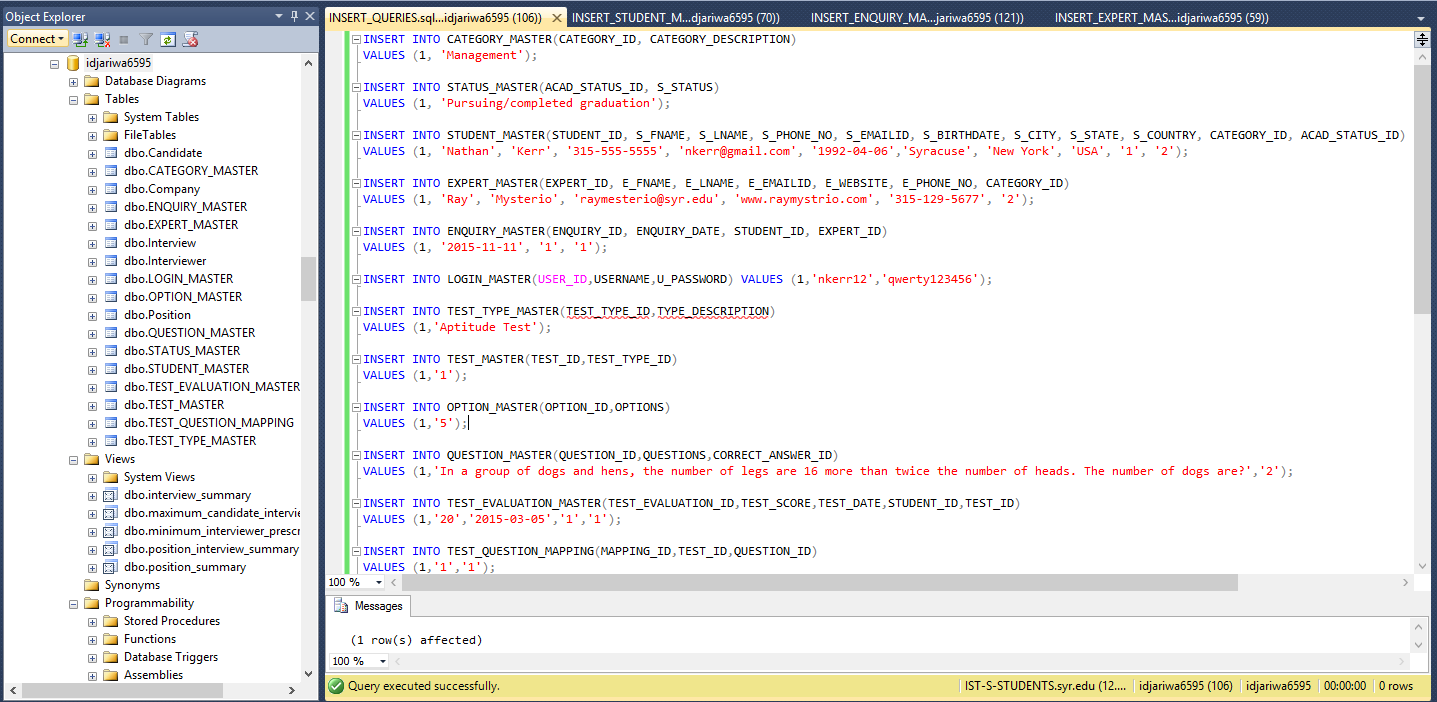 Object Explorer
Connect
idjariwa6595
Database Diagrams
Tables
System Tables
FileTables
dbo.Candidate
dbo.CATEGORY_MASTER
dbo.Company
dbo.ENQUIRY_MASTER
dbo.EXPERT_MASTER
dbo.Interview
dbo.Interviewer
dbo.LOGIN_MASTER
dbo.OPTION_MASTER
dbo.Position
dbo.QUESTION_MASTER
dbo.STATUS_MASTER
dbo.STUDENT_MASTER
dbo.TEST_EVALUATION_MASTER
dbo.TEST_MASTER
dbo.TEST_QUESTION_MAPPING
dbo.TEST_TYPE_MASTER
Views
System Views
dbo.interview_summary
dbo.maximum_candidate_intervie
dbo.minimum_interviewer_prescr
dbo.position_interview_summary
dbo.position_summary
Synonyms
Programmability
Stored Procedures
Functions
Database Triggers
Assemblies
INSERT_QUERIES.sql...idjariwa6595 (106)) INSERT_STUDENT_M...djariwa6595 (70)) INSERT_ENQUIRY_MA...jariwa6595 (121)) INSERT_EXPERT_MAS...idjariwa6595 (59))
INSERT INTO CATEGORY_MASTER(CATEGORY_ID, CATEGORY_DESCRIPTION)
VALUES (1, 'Management');
INSERT INTO STATUS_MASTER(ACAD_STATUS_ID, S_STATUS)
VALUES (1, 'Pursuing/completed graduation');
INSERT INTO STUDENT_MASTER(STUDENT_ID, S_FNAME, S_LNAME, S_PHONE_NO, S_EMAILID, S_BIRTHDATE, S_CITY, S_STATE, S_COUNTRY, CATEGORY_ID, ACAD_STATUS_ID)
VALUES (1, 'Nathan', 'Kerr', '315-555-5555', 'nkerr@gmail.com', '1992-04-06','Syracuse', 'New York', 'USA', '1', '2');
INSERT INTO EXPERT_MASTER(EXPERT_ID, E_FNAME, E_LNAME, E_EMAILID, E_WEBSITE, E_PHONE_NO, CATEGORY_ID)
VALUES (1, 'Ray', 'Mysterio', 'raymesterio@syr.edu', 'www.raymystrio.com', '315-129-5677', '2');
INSERT INTO ENQUIRY_MASTER(ENQUIRY_ID, ENQUIRY_DATE, STUDENT_ID, EXPERT_ID)
VALUES (1, '2015-11-11', '1', '1');
INSERT INTO LOGIN_MASTER(USER_ID,USERNAME,U_PASSWORD) VALUES (1,'nkerr12','qwerty123456');
INSERT INTO TEST_TYPE_MASTER(TEST_TYPE_ID,TYPE_DESCRIPTION)
VALUES (1,'Aptitude Test');
INSERT INTO TEST_MASTER(TEST_ID,TEST_TYPE_ID)
VALUES (1,'1');
INSERT INTO OPTION_MASTER(OPTION_ID,OPTIONS)
VALUES (1,'5');
INSERT INTO QUESTION_MASTER(QUESTION_ID,QUESTIONS,CORRECT_ANSWER_ID)
VALUES (1,'In a group of dogs and hens, the number of legs are 16 more than twice the number of heads. The number of dogs are?','2');
INSERT INTO TEST_EVALUATION_MASTER(TEST_EVALUATION_ID,TEST_SCORE,TEST_DATE,STUDENT_ID,TEST_ID)
VALUES (1,'20','2015-03-05','1','1');
INSERT INTO TEST_QUESTION_MAPPING(MAPPING_ID,TEST_ID,QUESTION_ID)
VALUES (1,'1','1');
100 %
Messages
(1 row(s) affected)
100 %
Query executed successfully. IST-S-STUDENTS.syr.edu (12.... idjariwa6595 (106) idjariwa6595 00:00:00 0 rows